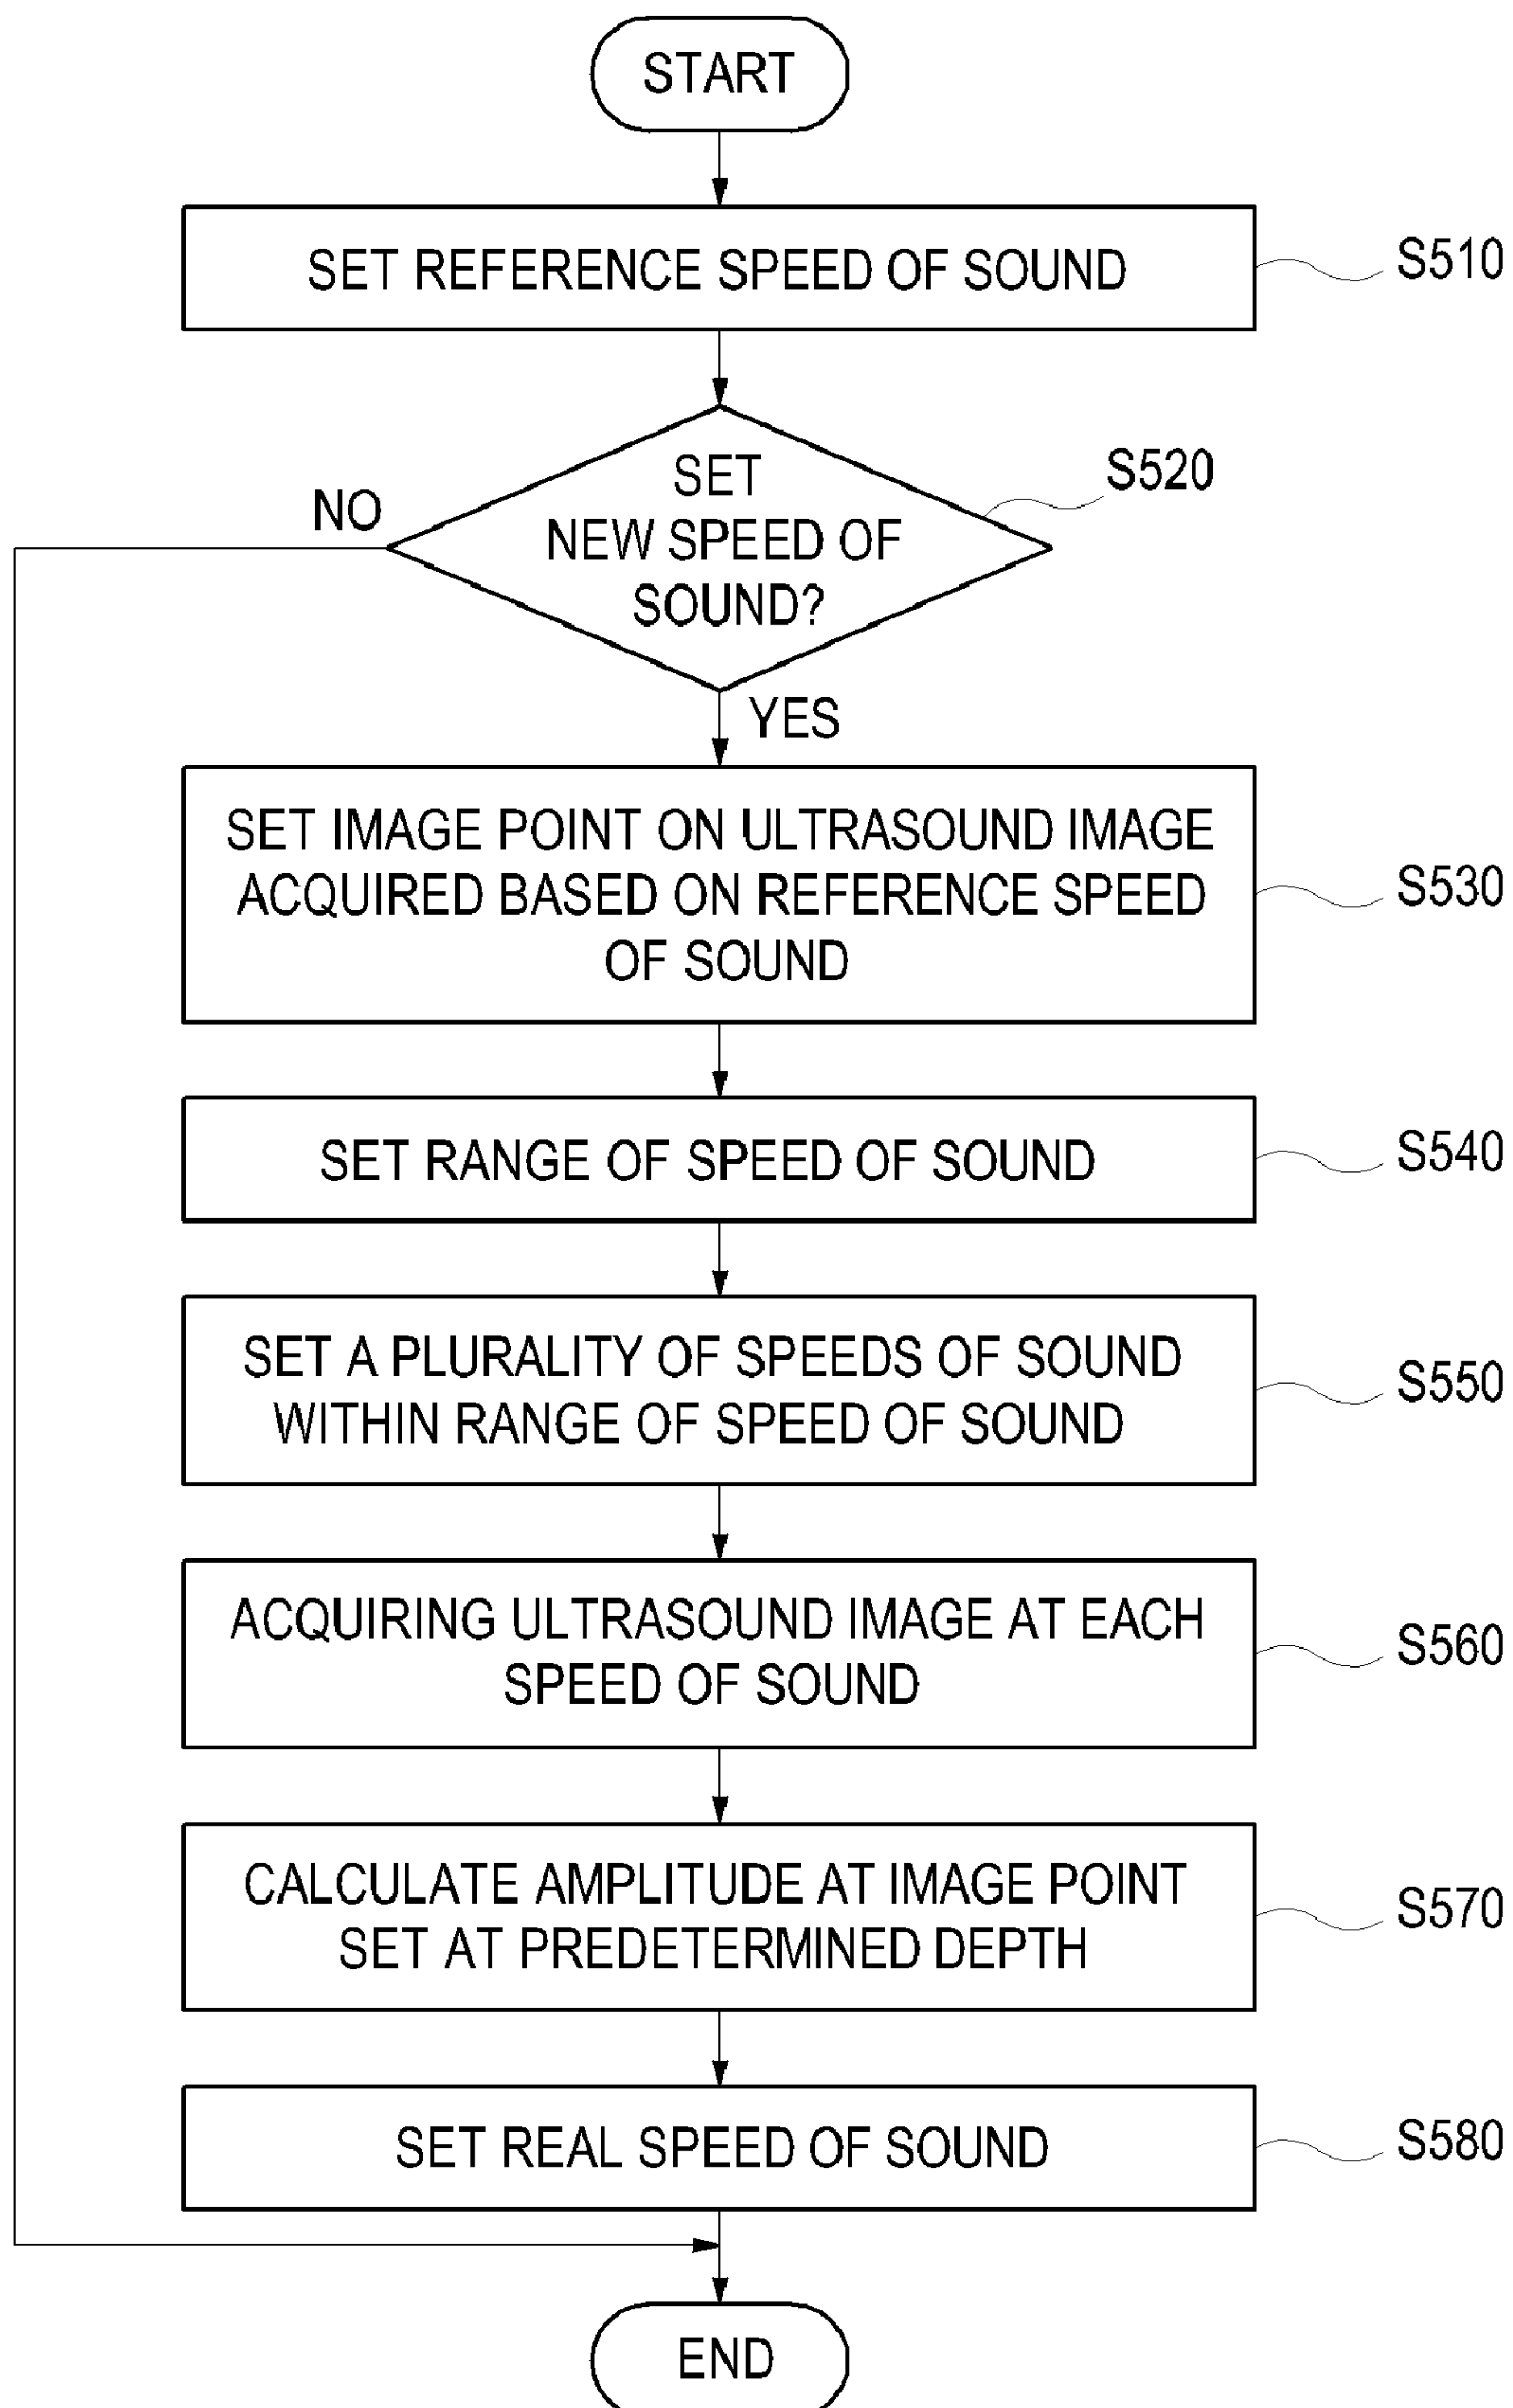 START
SET REFERENCE SPEED OF SOUND
S510
SET
NEW SPEED OF
SOUND?
S520
NO
YES
SET IMAGE POINT ON ULTRASOUND IMAGE
ACQUIRED BASED ON REFERENCE SPEED
OF SOUND
S530
SET RANGE OF SPEED OF SOUND
S540
SET A PLURALITY OF SPEEDS OF SOUND
WITHIN RANGE OF SPEED OF SOUND
S550
ACQUIRING ULTRASOUND IMAGE AT EACH
SPEED OF SOUND
S560
CALCULATE AMPLITUDE AT IMAGE POINT
SET AT PREDETERMINED DEPTH
S570
SET REAL SPEED OF SOUND
S580
END